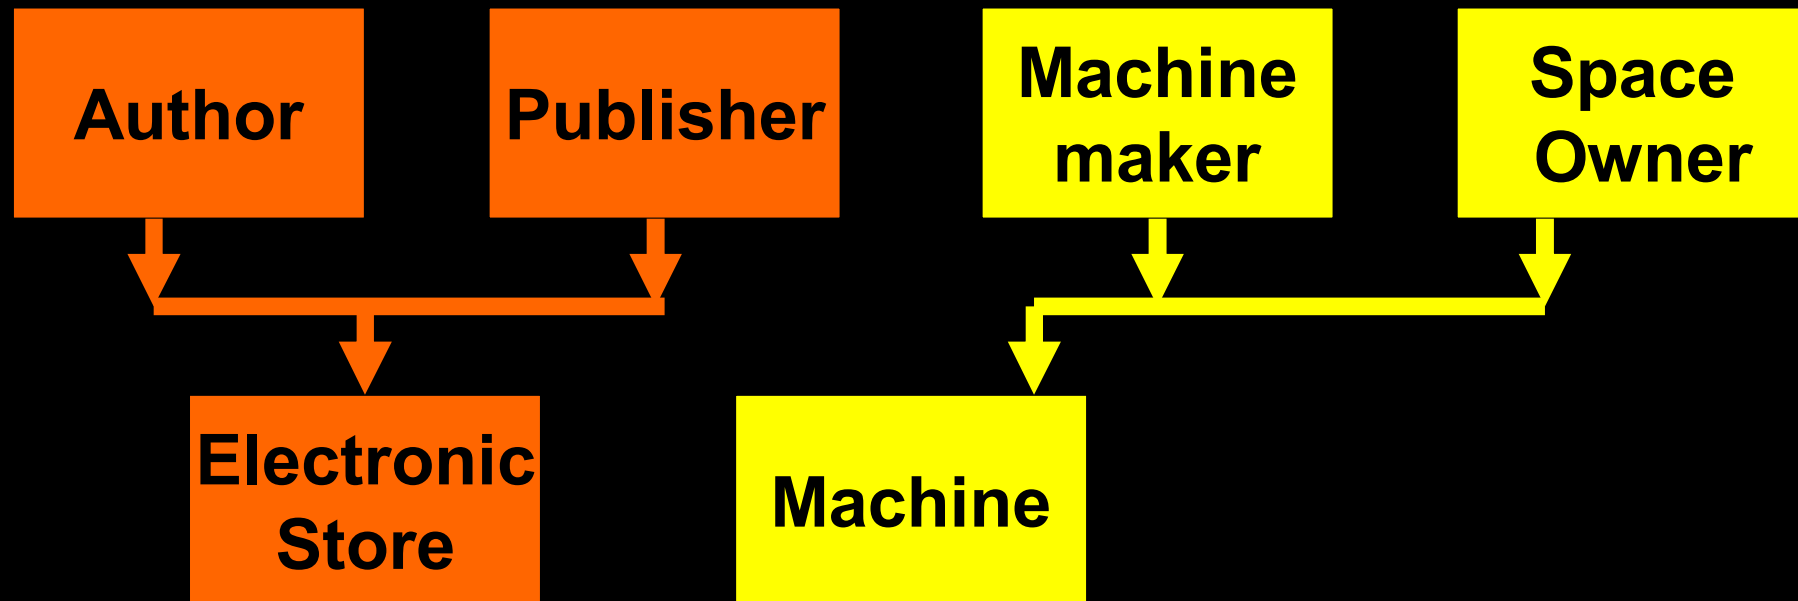 Author
Publisher
Machine
maker
Space
Owner
Electronic
Store
Machine